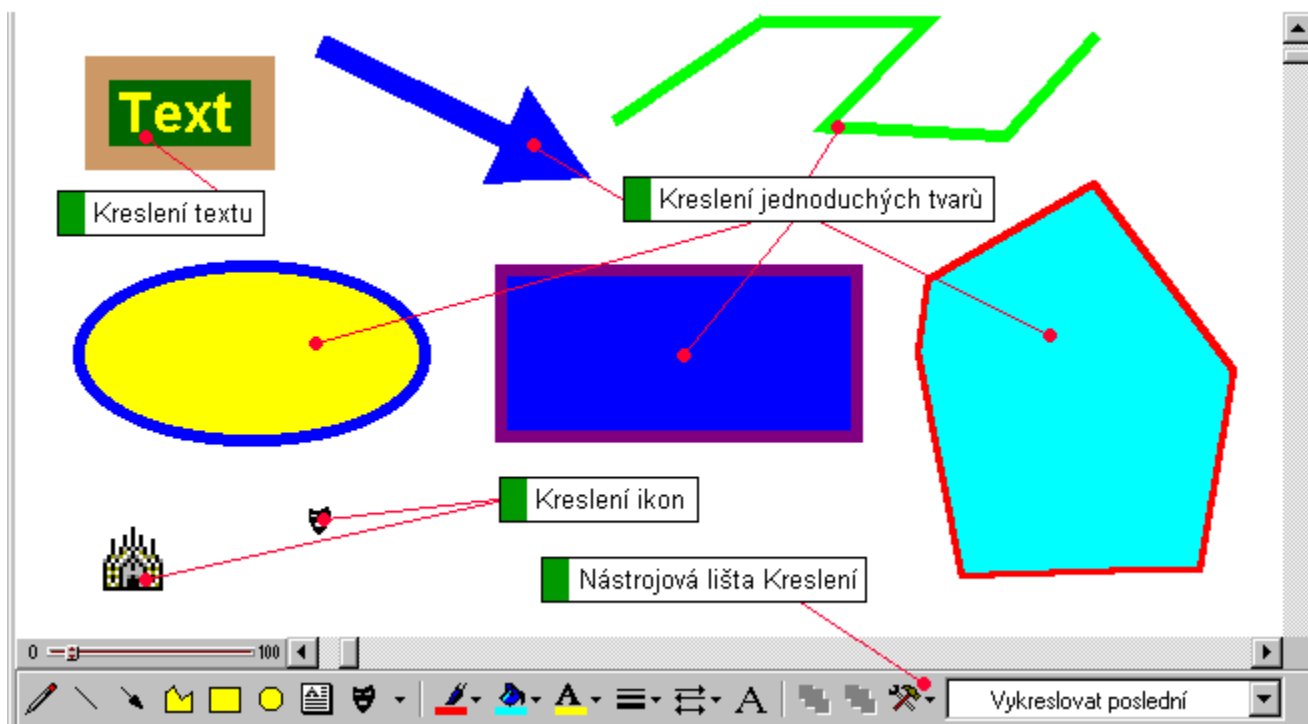 Text
Kreslení textu
Kreslení jednoduchých tvarù
Kreslení ikon
Nástrojová lišta Kreslení
0 100
A A
Vykreslovat poslední